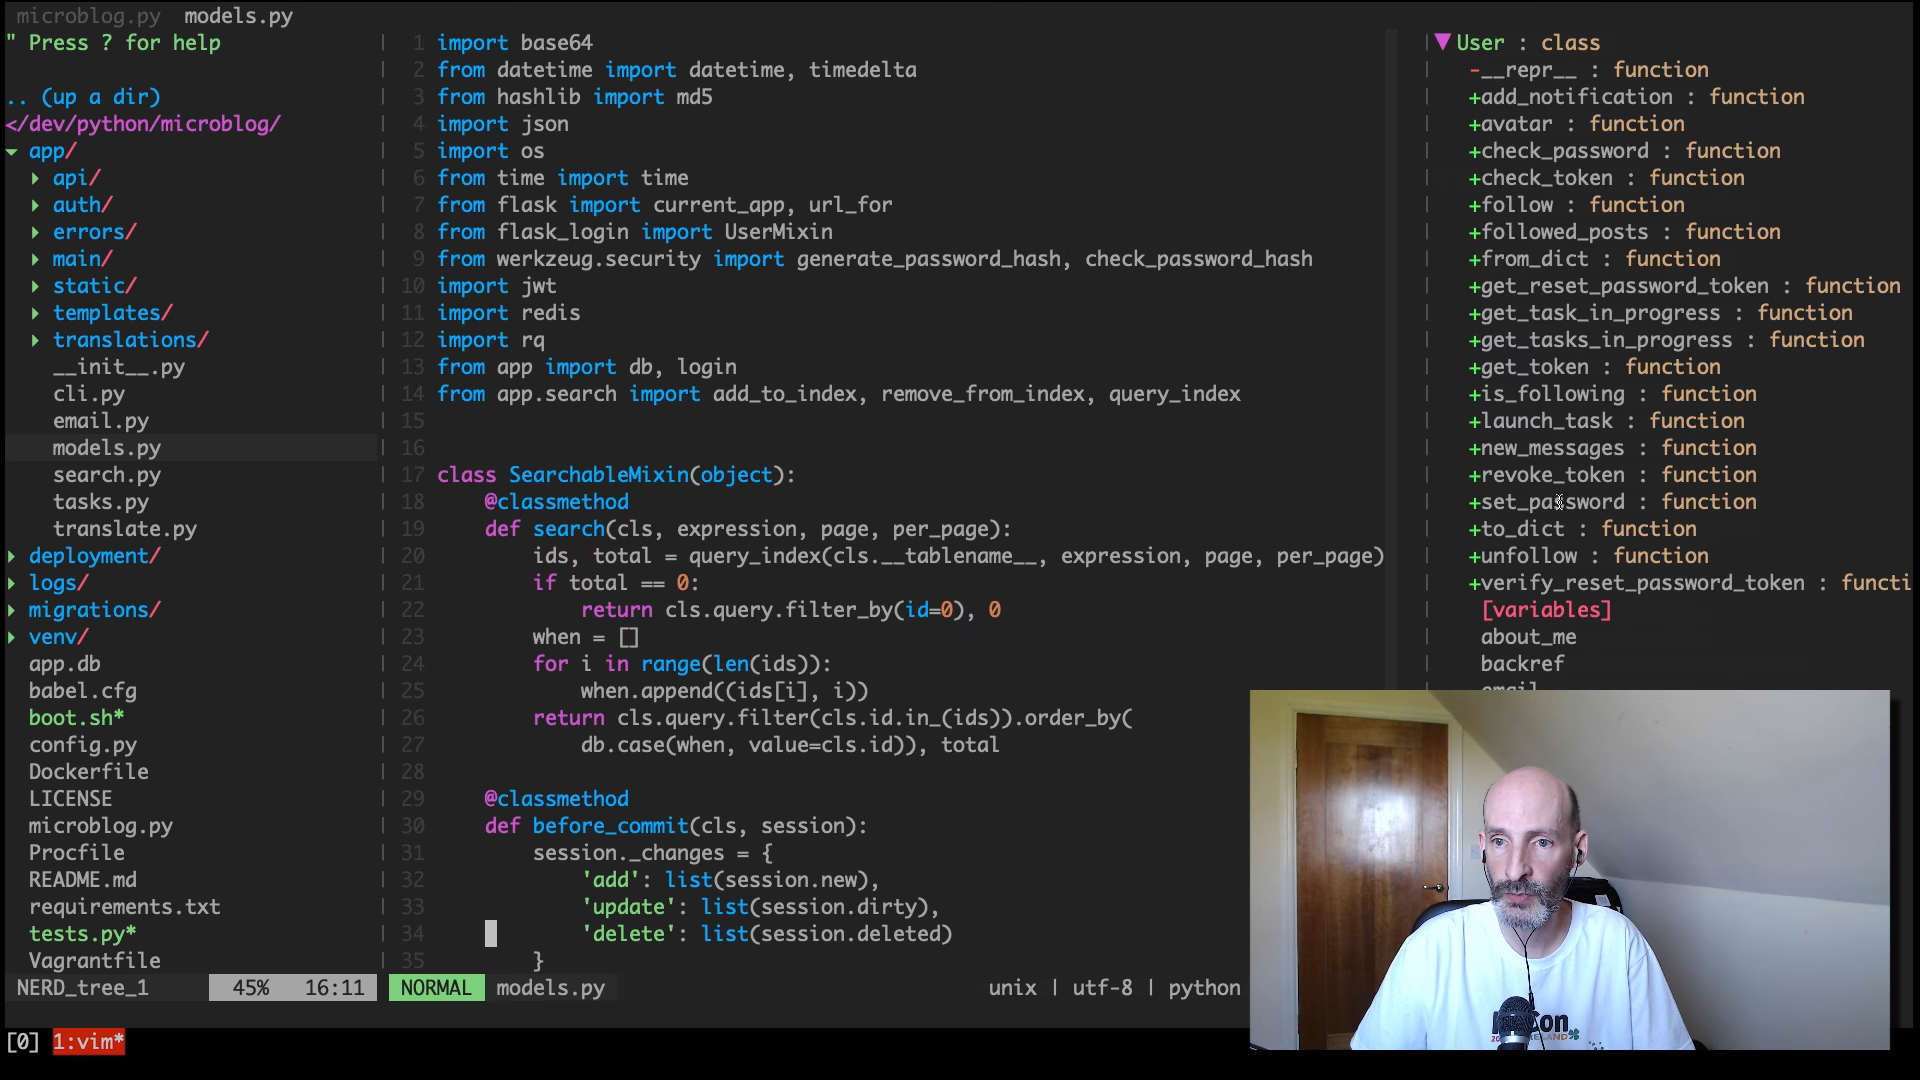 microblog.py models.py
" Press ? for help
.. (up a dir)
</dev/python/microblog/
app/
api/
auth/
errors/
main/
static/
templates/
translations/
__init__.py
cli.py
email.py
models.py
search.py
tasks.py
translate.py
deployment/
logs/
migrations/
venv/
app.db
babel.cfg
boot.sh*
config.py
Dockerfile
LICENSE
microblog.py
Procfile
README.md
requirements.txt
tests.py*
Vagrantfile
NERD_tree_1 45% 16:11
1 import base64
2 from datetime import datetime, timedelta
3 from hashlib import md5
4 import json
5 import os
6 from time import time
7 from flask import current_app, url_for
8 from flask_login import UserMixin
9 from werkzeug.security import generate_password_hash, check_password_hash
10 import jwt
11 import redis
12 import rq
13 from app import db, login
14 from app.search import add_to_index, remove_from_index, query_index
15
16
17 class SearchableMixin(object):
18     @classmethod
19     def search(cls, expression, page, per_page):
20         ids, total = query_index(cls.__tablename__, expression, page, per_page)
21         if total == 0:
22             return cls.query.filter_by(id=0), 0
23         when = []
24         for i in range(len(ids)):
25             when.append((ids[i], i))
26         return cls.query.filter(cls.id.in_(ids)).order_by(
27             db.case(when, value=cls.id)), total
28
29     @classmethod
30     def before_commit(cls, session):
31         session._changes = {
32             'add': list(session.new),
33             'update': list(session.dirty),
34             'delete': list(session.deleted)
35         }
NORMAL models.py unix | utf-8 | python
▼ User : class
-__repr__ : function
+add_notification : function
+avatar : function
+check_password : function
+check_token : function
+follow : function
+followed_posts : function
+from_dict : function
+get_reset_password_token : function
+get_task_in_progress : function
+get_tasks_in_progress : function
+get_token : function
+is_following : function
+launch_task : function
+new_messages : function
+revoke_token : function
+set_password : function
+to_dict : function
+unfollow : function
+verify_reset_password_token : functi
[variables]
about_me
backref
email
[0] 1:vim*